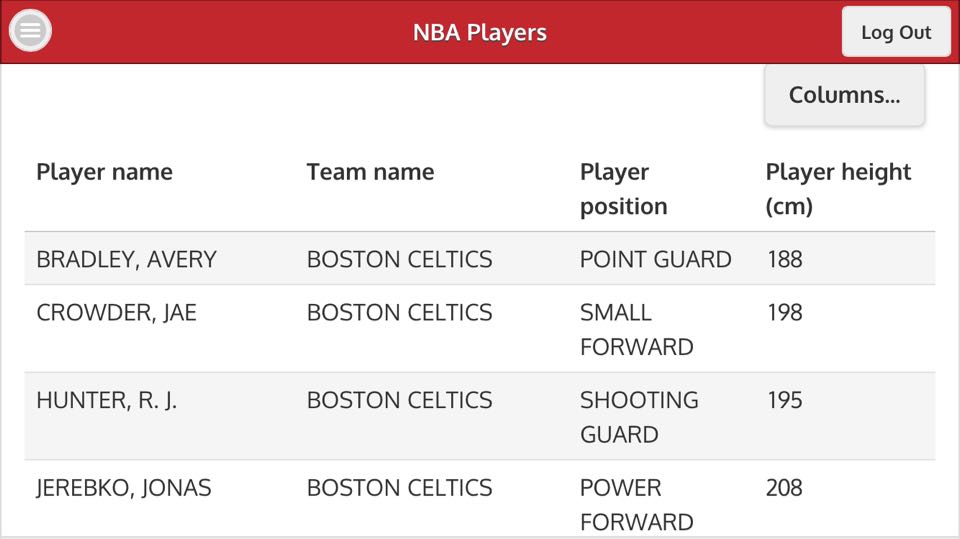 NBA Players
Log Out
Columns...
Player name Team name Player position Player height (cm)
BRADLEY, AVERY BOSTON CELTICS POINT GUARD 188
CROWDER, JAE BOSTON CELTICS SMALL FORWARD 198
HUNTER, R. J. BOSTON CELTICS SHOOTING GUARD 195
JEREBKO, JONAS BOSTON CELTICS POWER FORWARD 208